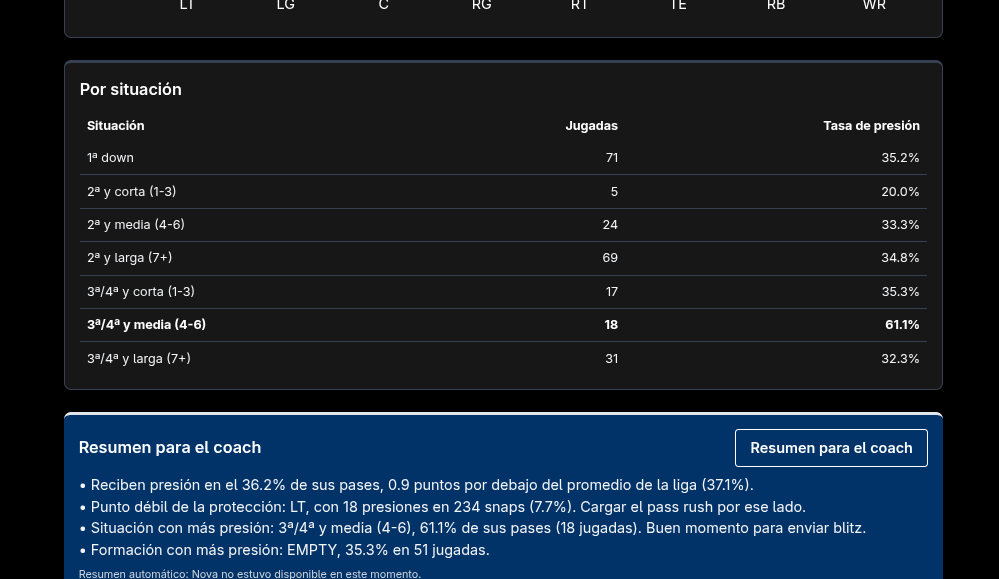 LT LG C RG RT TE RB WR
Por situación
Situación Jugadas Tasa de presión
1ª down 71 35.2%
2ª y corta (1-3) 5 20.0%
2ª y media (4-6) 24 33.3%
2ª y larga (7+) 69 34.8%
3ª/4ª y corta (1-3) 17 35.3%
3ª/4ª y media (4-6) 18 61.1%
3ª/4ª y larga (7+) 31 32.3%
Resumen para el coach Resumen para el coach
• Reciben presión en el 36.2% de sus pases, 0.9 puntos por debajo del promedio de la liga (37.1%).
• Punto débil de la protección: LT, con 18 presiones en 234 snaps (7.7%). Cargar el pass rush por ese lado.
• Situación con más presión: 3ª/4ª y media (4-6), 61.1% de sus pases (18 jugadas). Buen momento para enviar blitz.
• Formación con más presión: EMPTY, 35.3% en 51 jugadas.
Resumen automático: Nova no estuvo disponible en este momento.